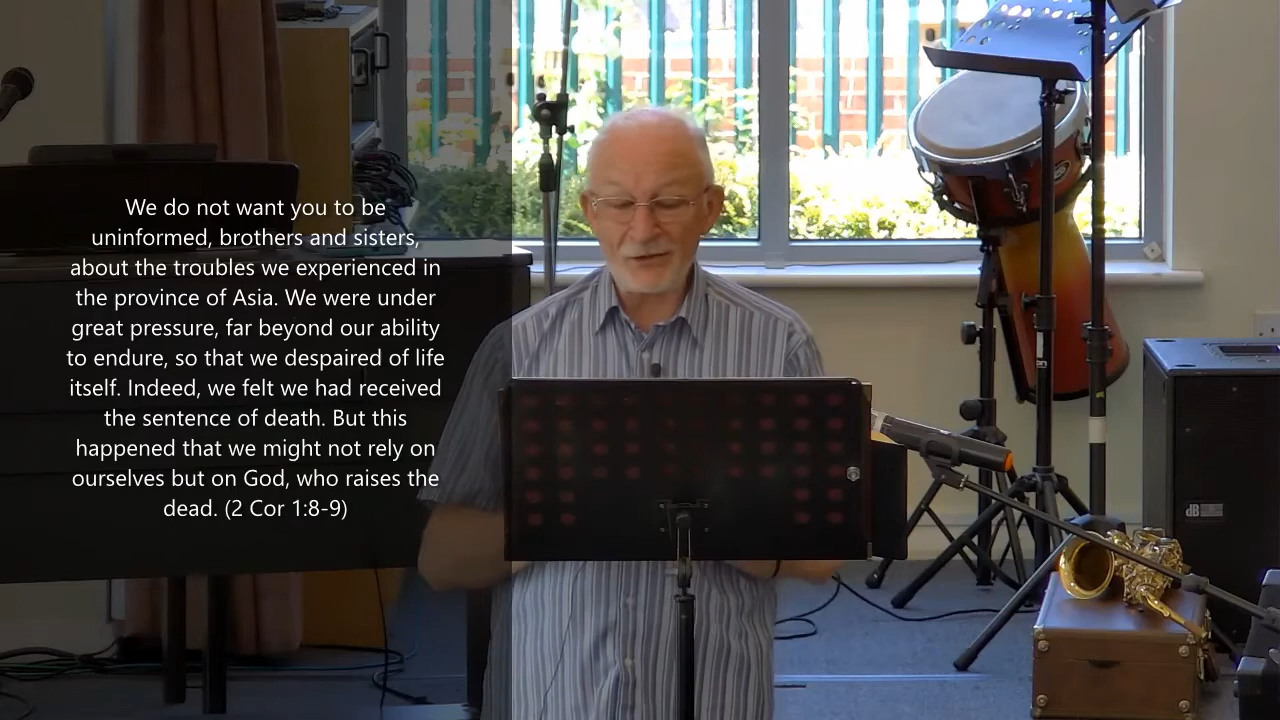 We do not want you to be
uninformed, brothers and sisters,
about the troubles we experienced in
the province of Asia. We were under
great pressure, far beyond our ability
to endure, so that we despaired of life
itself. Indeed, we felt we had received
the sentence of death. But this
happened that we might not rely on
ourselves but on God, who raises the
dead. (2 Cor 1:8-9)
dB